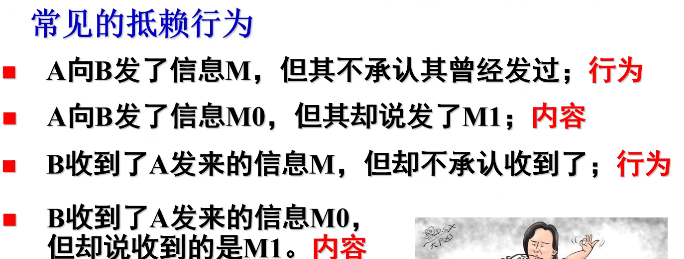 常见的抵赖行为
A向B发了信息M，但其不承认其曾经发过；行为
A向B发了信息M0，但其却说发了M1；内容
B收到了A发来的信息M，但却不承认收到了；行为
B收到了A发来的信息M0，
但却说收到的是M1。内容